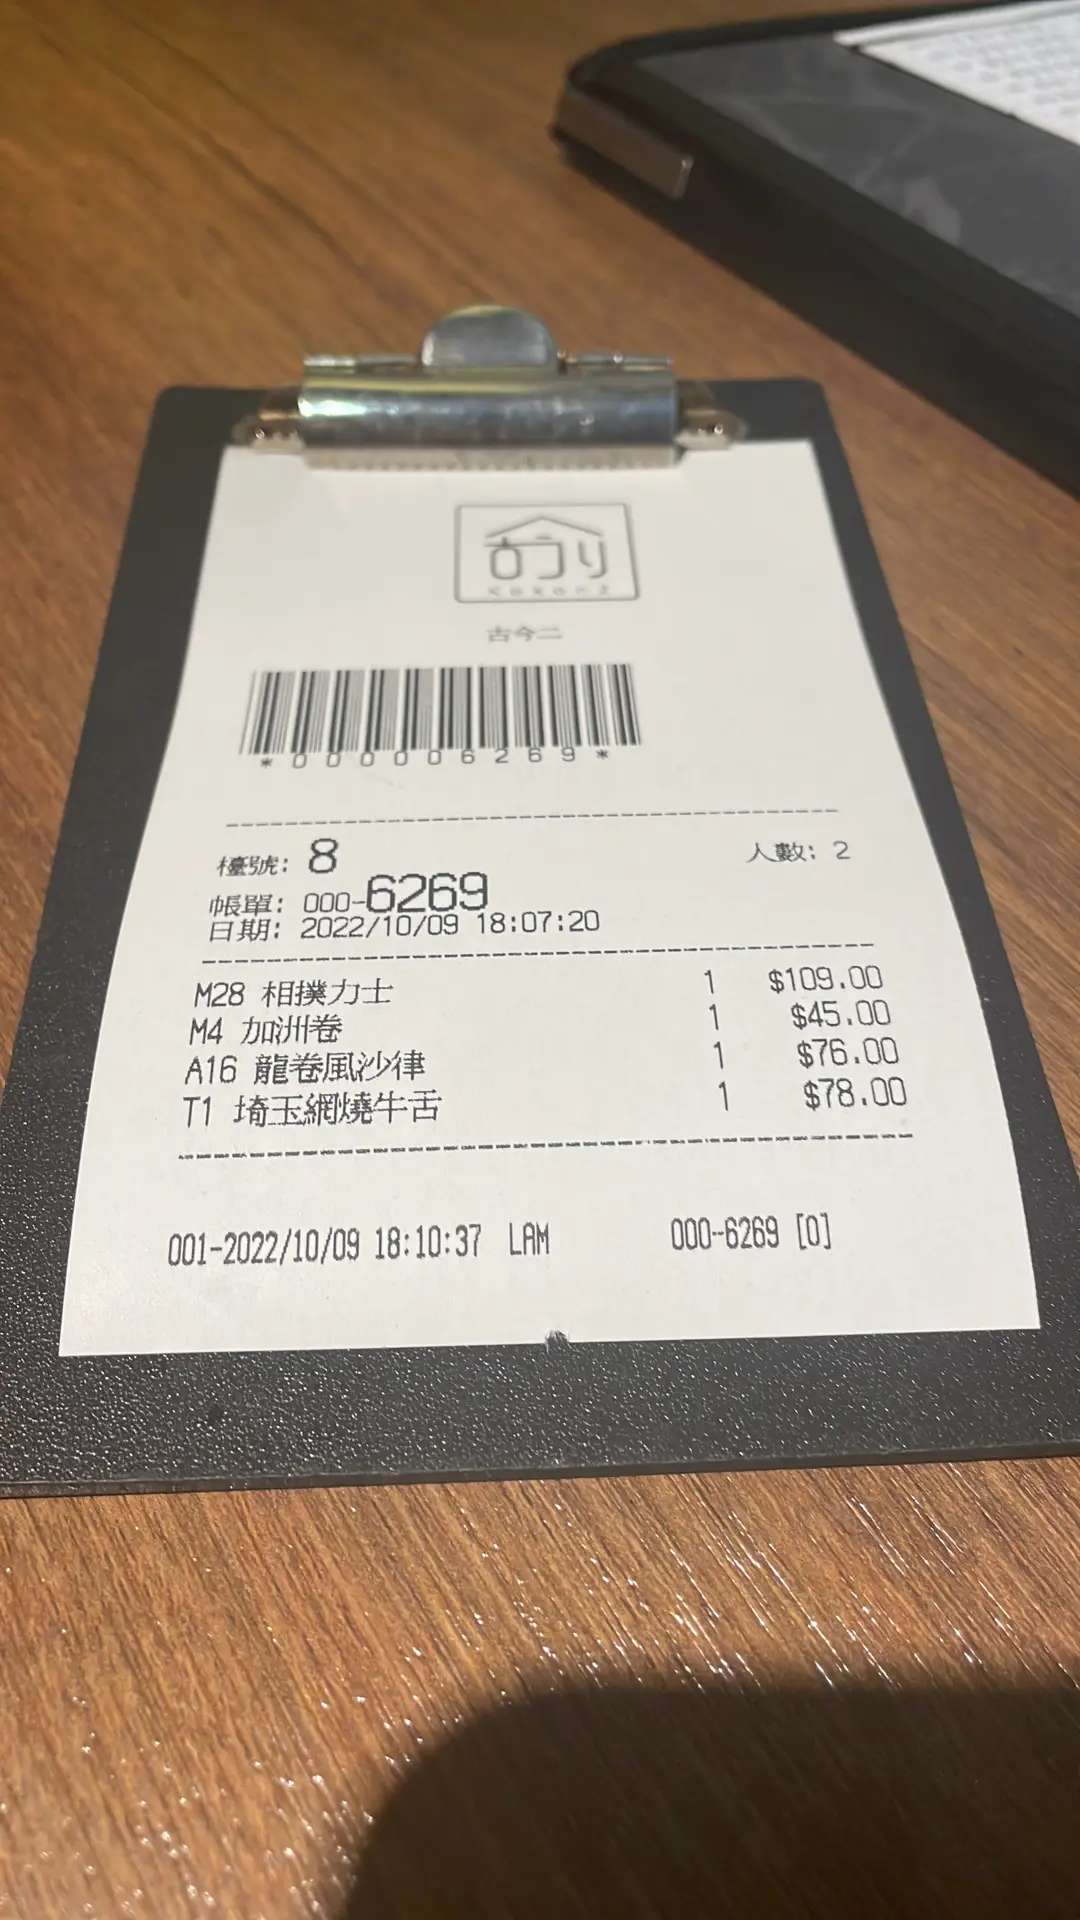 古今二
*000006269*
檯號: 8 人數: 2
帳單: 000-6269
日期: 2022/10/09 18:07:20
M28 相撲力士 1 $109.00
M4 加洲卷 1 $45.00
A16 龍卷風沙律 1 $76.00
T1 埼玉網燒牛舌 1 $78.00
001-2022/10/09 18:10:37 LAM 000-6269 [0]